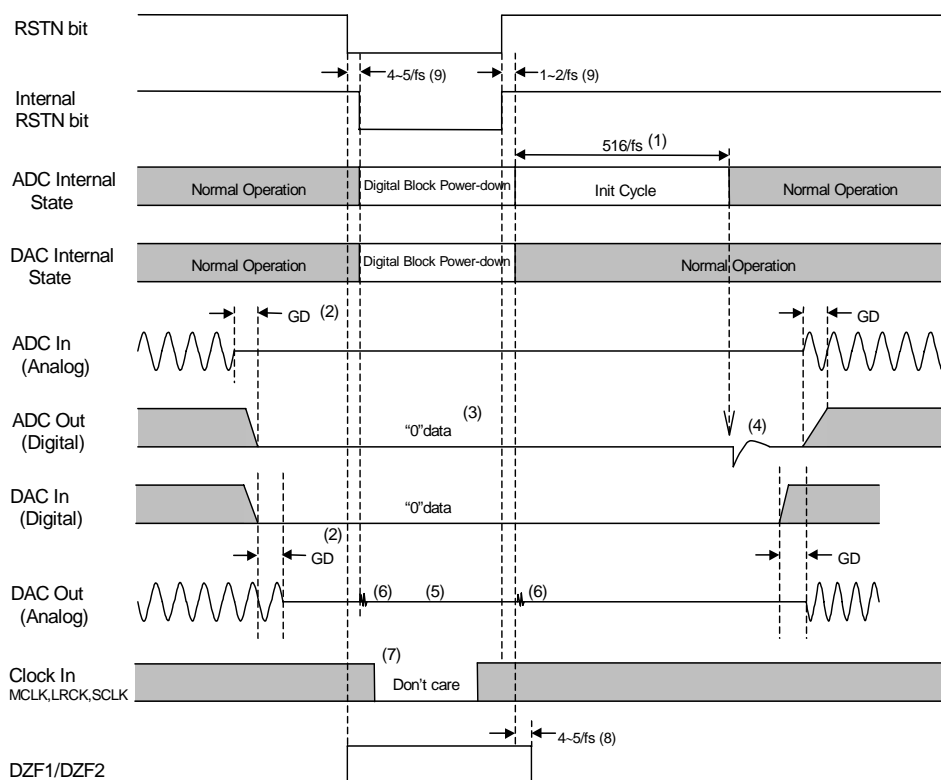 RSTN bit
4~5/fs (9)
1~2/fs (9)
Internal
RSTN bit
516/fs (1)
ADC Internal
State
Normal Operation
Digital Block Power-down
Init Cycle
Normal Operation
DAC Internal
State
Normal Operation
Digital Block Power-down
Normal Operation
GD (2)
GD
ADC In
(Analog)
ADC Out
(Digital)
(3)
“0”data
(4)
DAC In
(Digital)
“0”data
(2)
GD
GD
DAC Out
(Analog)
(6)
(5)
(6)
Clock In
MCLK,LRCK,SCLK
(7)
Don’t care
4~5/fs (8)
DZF1/DZF2